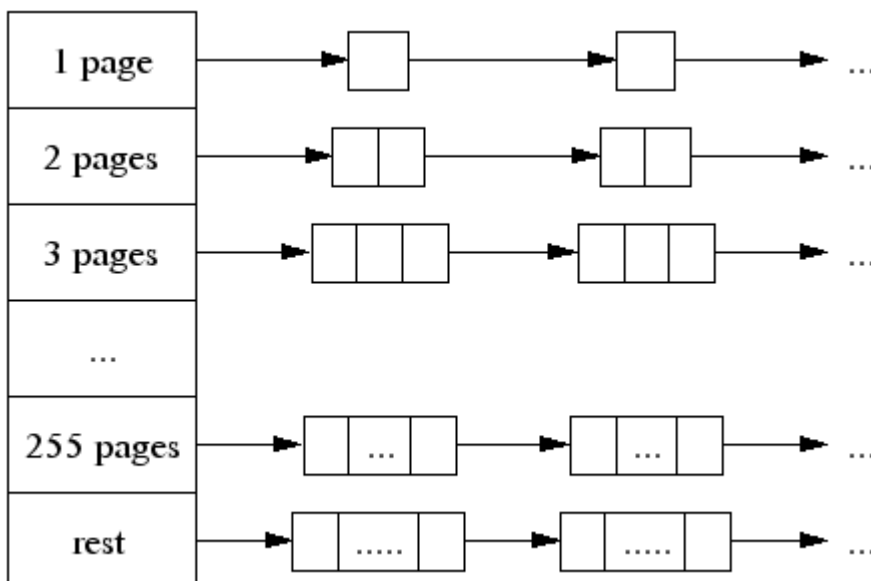 1 page ...
2 pages ...
3 pages ...
...
255 pages ... ... ...
rest ..... ..... ...